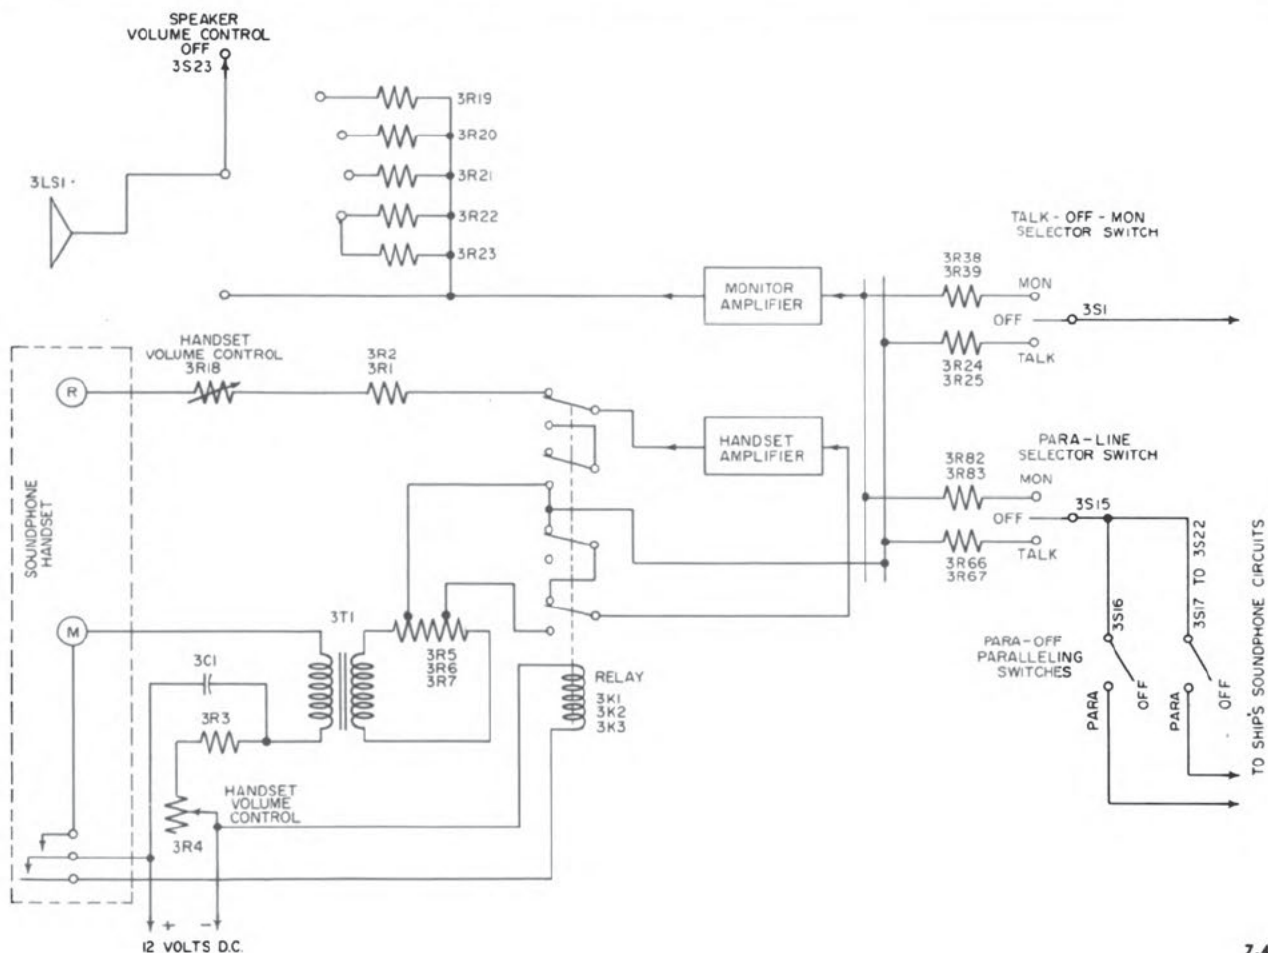 SPEAKER
VOLUME CONTROL
OFF
3S23
3R19
3R20
3R21
3R22
3R23
3LS1
TALK-OFF-MON
SELECTOR SWITCH
3R38
3R39
MON
OFF
3S1
TALK
3R24
3R25
MONITOR
AMPLIFIER
HANDSET
VOLUME CONTROL
3R18
3R2
3R1
R
HANDSET
AMPLIFIER
PARA-LINE
SELECTOR SWITCH
3R82
3R83
MON
OFF
3S15
TALK
3R66
3R67
SOUNDPHONE
HANDSET
M
3T1
3C1
3R3
3R5
3R6
3R7
RELAY
3K1
3K2
3K3
HANDSET
VOLUME
CONTROL
3R4
PARA-OFF
PARALLELING
SWITCHES
3S16
3S17 TO 3S22
OFF
OFF
PARA
PARA
TO SHIP'S SOUNDPHONE CIRCUITS
+ -
12 VOLTS D.C.